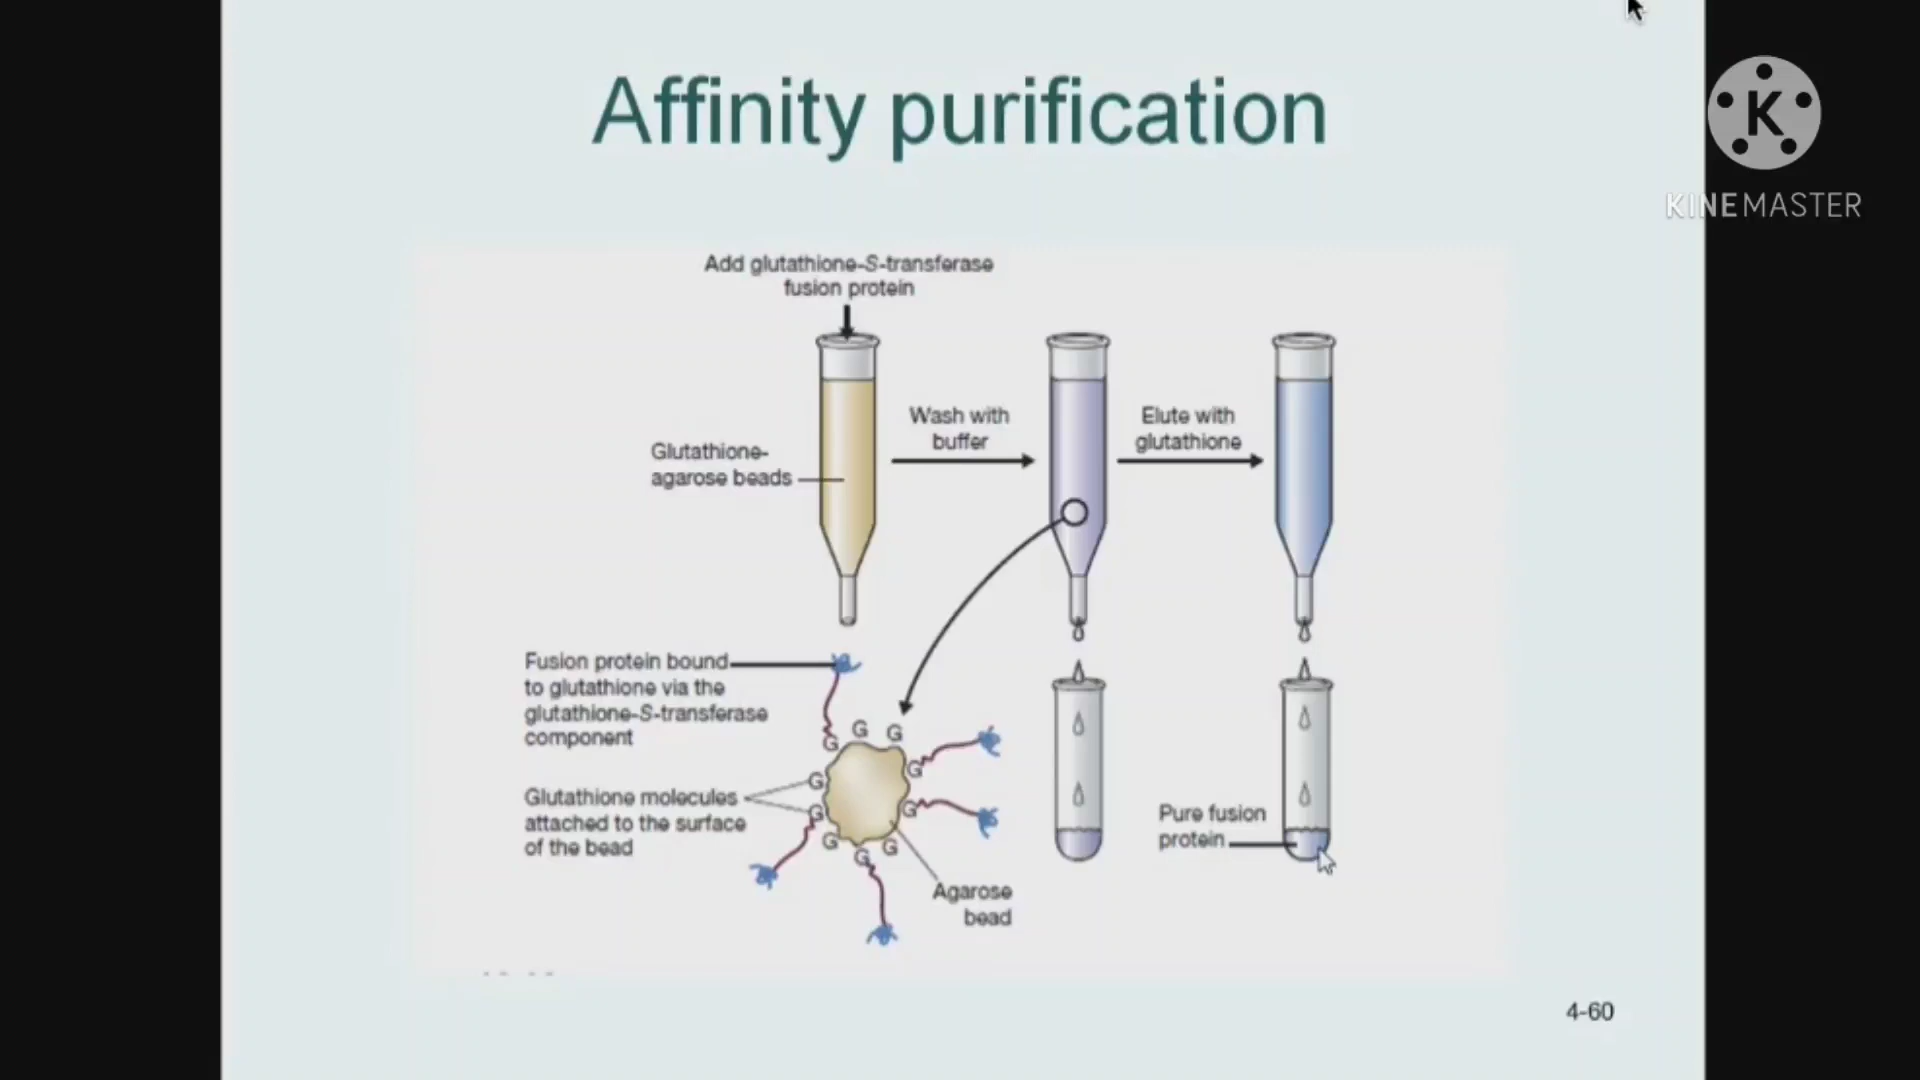 Affinity purification
K
KINEMASTER
Add glutathione-S-transferase
fusion protein
Wash with
buffer
Elute with
glutathione
Glutathione-
agarose beads
Fusion protein bound
to glutathione via the
glutathione-S-transferase
component
G
G
G
G
G
G
G
G
G
G
Glutathione molecules
attached to the surface
of the bead
Pure fusion
protein
Agarose
bead
4-60